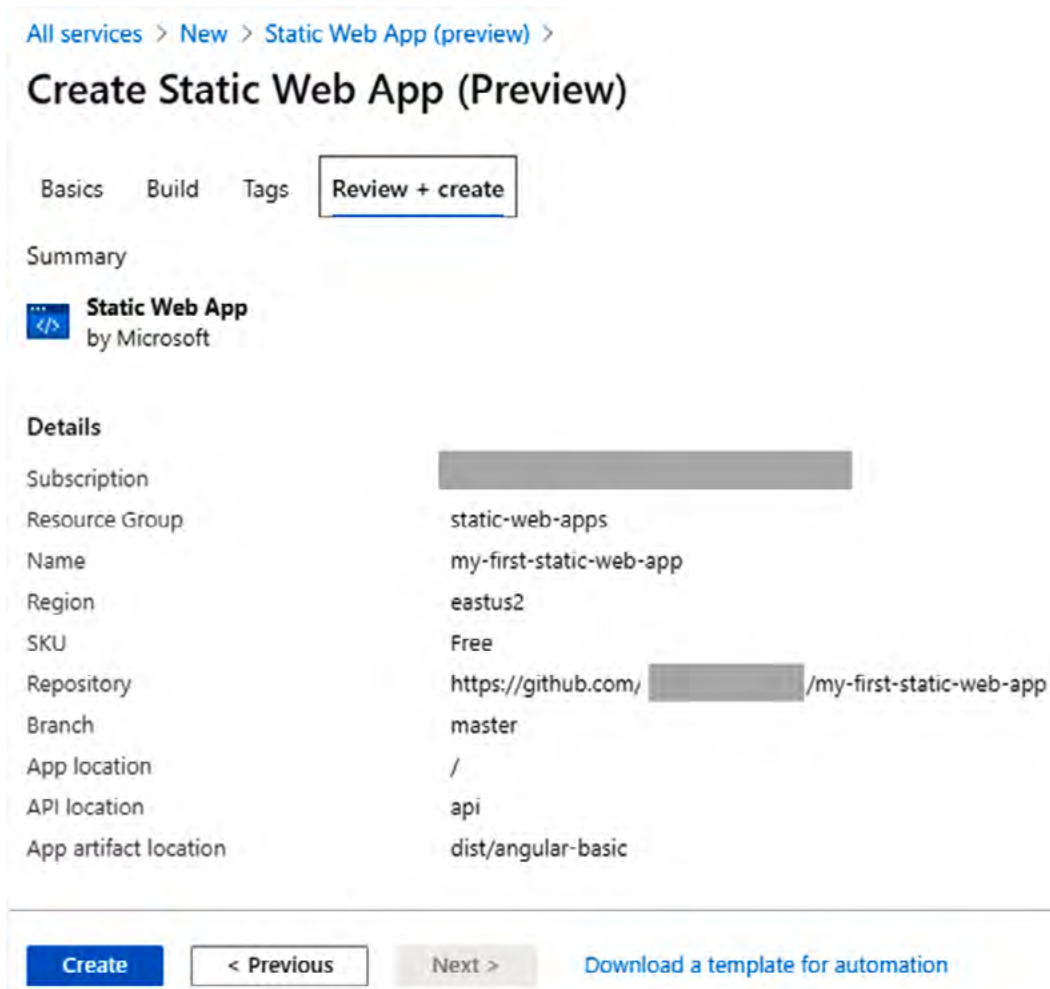 All services > New > Static Web App (preview) >
Create Static Web App (Preview)
Basics Build Tags Review + create
Summary
</>
Static Web App
by Microsoft
Details
Subscription
Resource Group static-web-apps
Name my-first-static-web-app
Region eastus2
SKU Free
Repository https://github.com/ /my-first-static-web-app
Branch master
App location /
API location api
App artifact location dist/angular-basic
Create < Previous Next > Download a template for automation